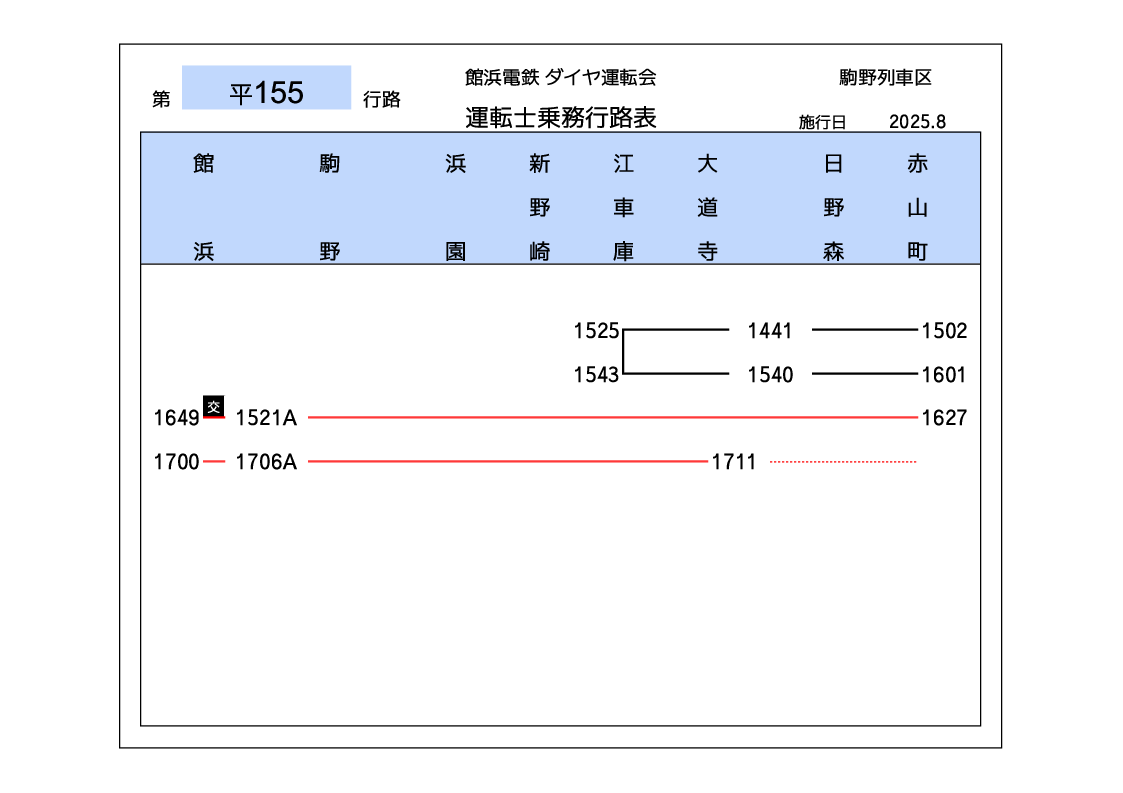 館浜電鉄 ダイヤ運転会
駒野列車区
第 平155 行路
運転士乗務行路表
施行日 2025.8
館浜 駒野 浜園 新野崎 江車庫 大道寺 日野森 赤山町
1525 1441 1502
1543 1540 1601
1649 交 1521A 1627
1700 1706A 1711